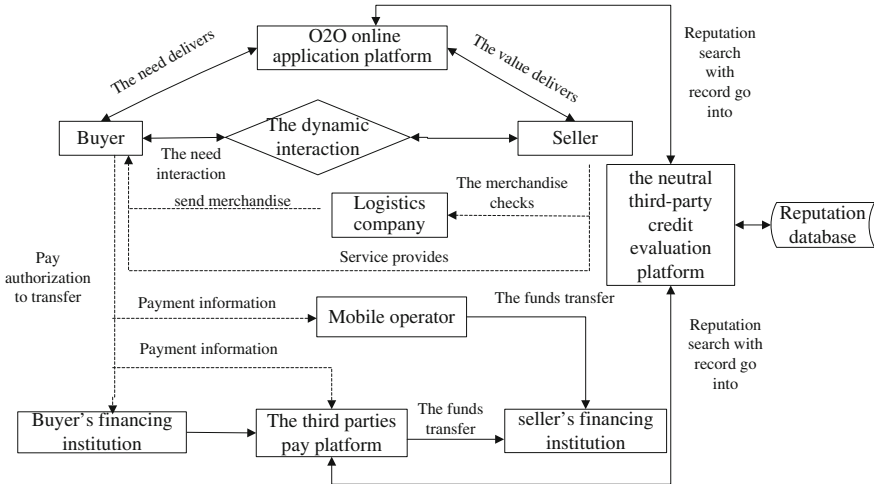 O2O online
application platform
Reputation
search
with
record go
into
The need delivers
The value delivers
Buyer
The dynamic
interaction
Seller
The need
interaction
send merchandise
Logistics
company
The merchandise
checks
the neutral
third-party
credit
evaluation
platform
Reputation
database
Service provides
Pay
authorization
to transfer
Payment information
Mobile operator
The funds transfer
Reputation
search with
record go
into
Payment information
Buyer's financing
institution
The third parties
pay platform
The funds
transfer
seller's financing
institution